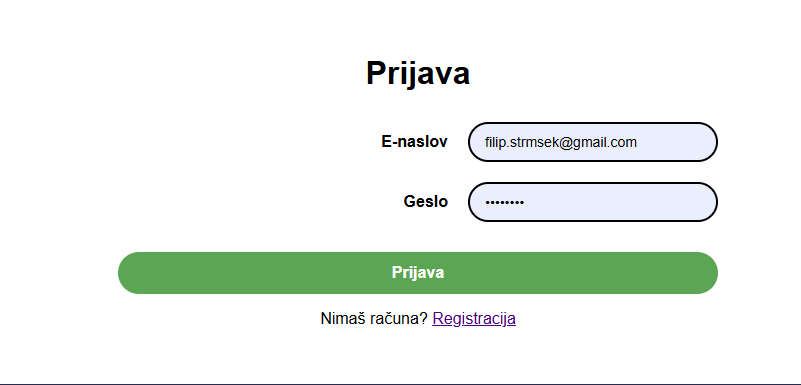 Prijava
E-naslov filip.strmsek@gmail.com
Geslo ••••••••
Prijava
Nimaš računa? Registracija